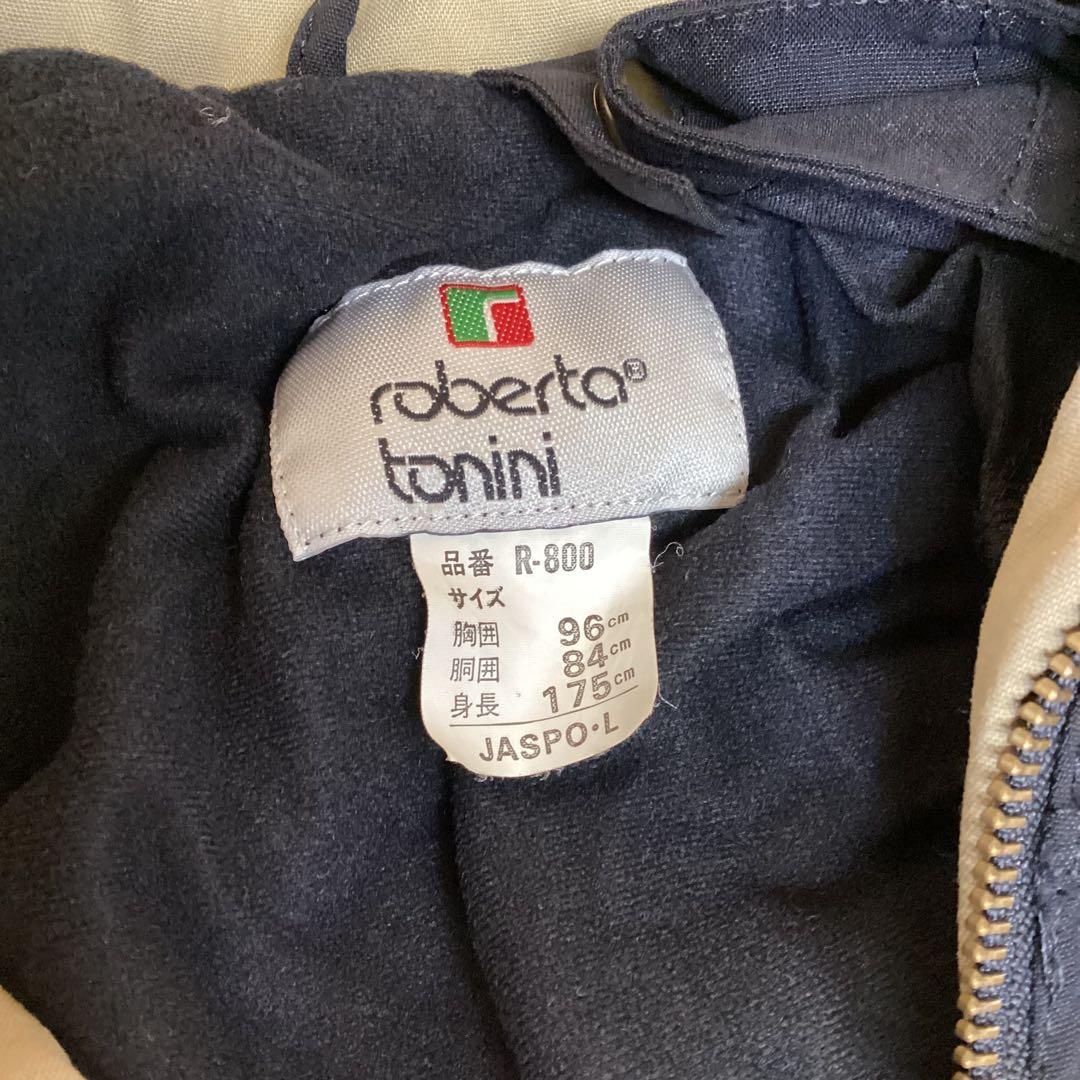 roberta®
tonini
品番 R-800
サイズ
胸囲 96cm
胴囲 84cm
身長 175cm
JASPO・L